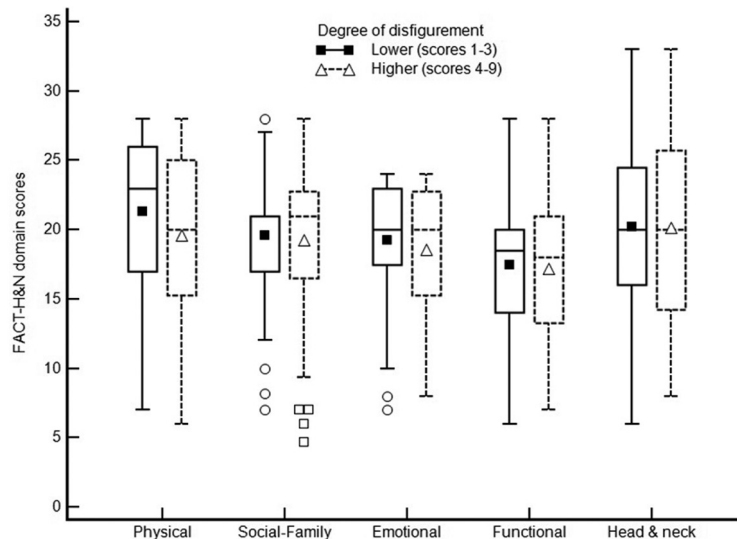 Degree of disfigurement
Lower (scores 1-3)
Higher (scores 4-9)
FACT-H&N domain scores
35
30
25
20
15
10
5
0
Physical
Social-Family
Emotional
Functional
Head & neck